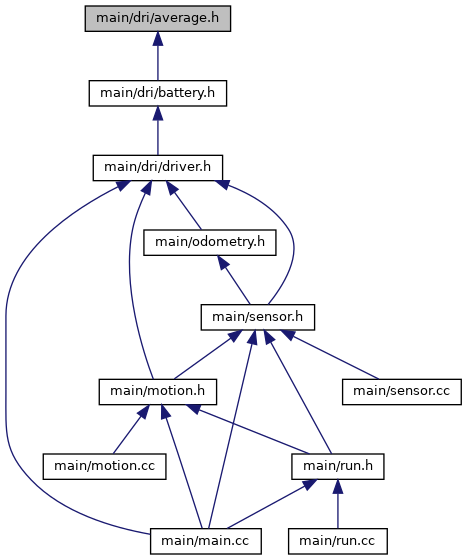 main/dri/average.h
main/dri/battery.h
main/dri/driver.h
main/odometry.h
main/sensor.h
main/motion.h
main/sensor.cc
main/motion.cc
main/run.h
main/main.cc
main/run.cc